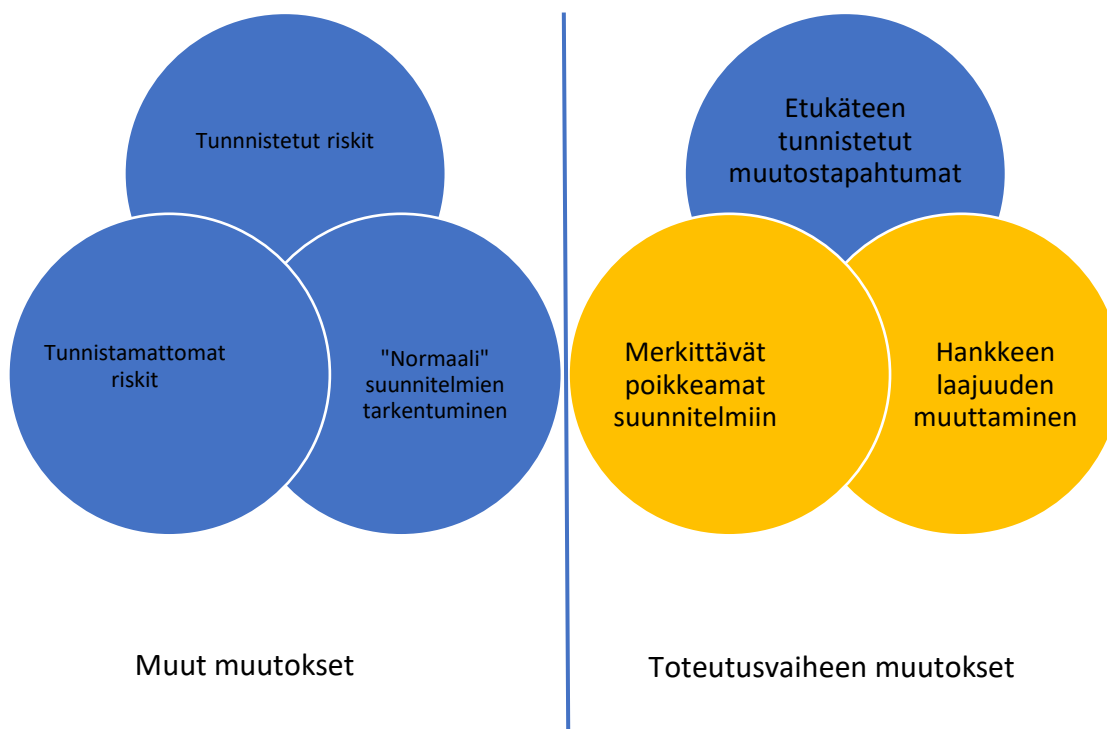 Tunnnistetut riskit
Tunnistamattomat
riskit
"Normaali"
suunnitelmien
tarkentuminen
Muut muutokset
Etukäteen
tunnistetut
muutostapahtumat
Merkittävät
poikkeamat
suunnitelmiin
Hankkeen
laajuuden
muuttaminen
Toteutusvaiheen muutokset